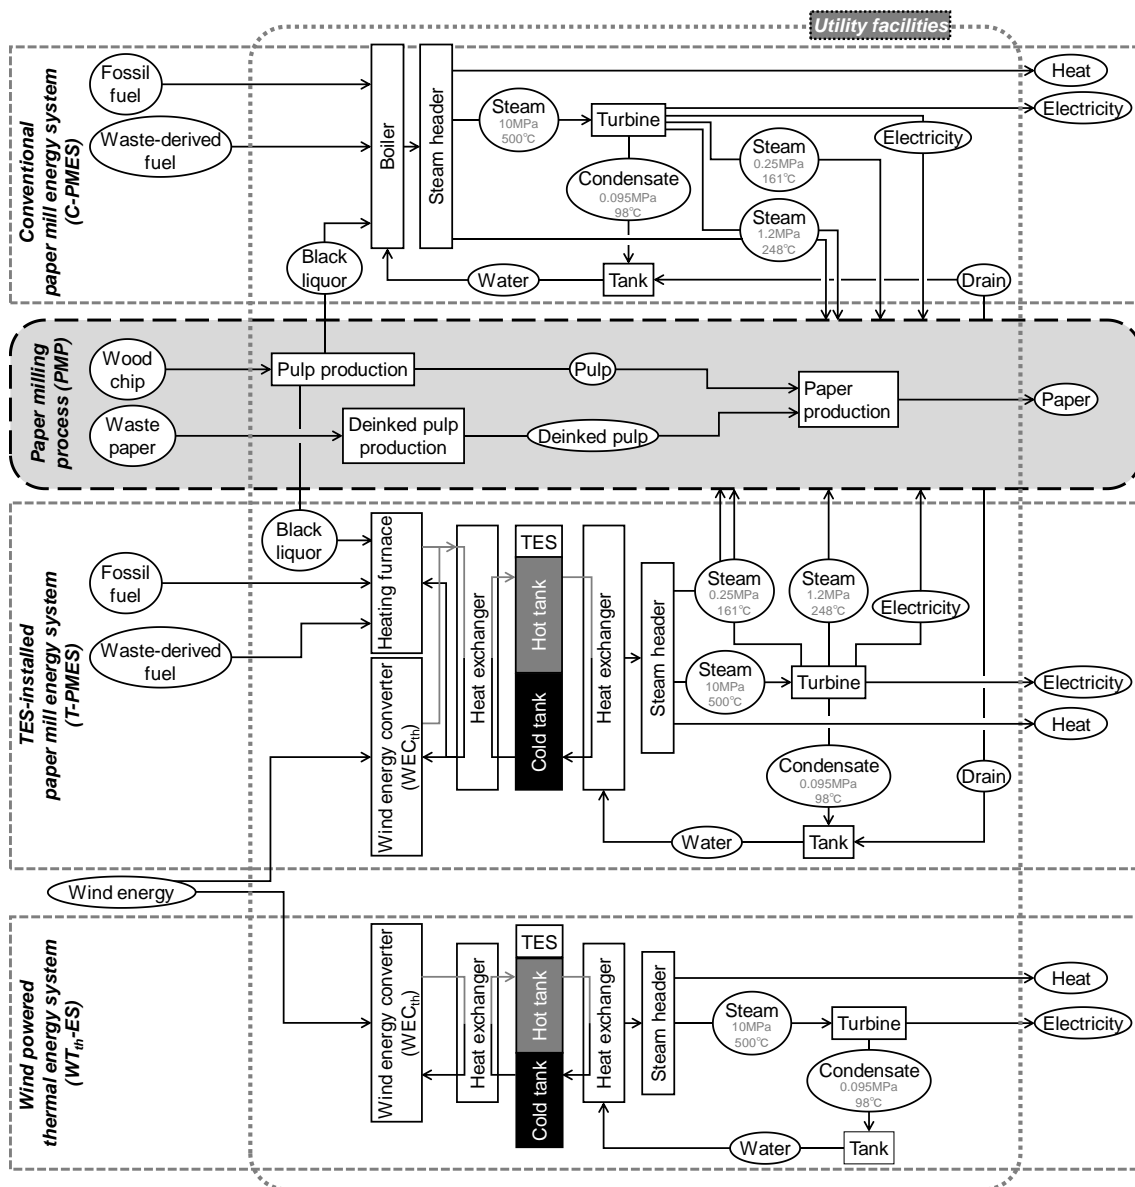 Utility facilities
Conventional
paper mill energy system
(C-PMES)
Fossil
fuel
Waste-derived
fuel
Black
liquor
Boiler
Steam header
Steam
10MPa
500℃
Turbine
Condensate
0.095MPa
98℃
Steam
0.25MPa
161℃
Steam
1.2MPa
248℃
Electricity
Heat
Electricity
Water
Tank
Drain
Paper milling
process (PMP)
Wood
chip
Waste
paper
Pulp production
Deinked pulp
production
Pulp
Deinked pulp
Paper
production
Paper
TES-installed
paper mill energy system
(T-PMES)
Black
liquor
Fossil
fuel
Waste-derived
fuel
Heating furnace
Wind energy converter
(WECth)
Heat exchanger
TES
Hot tank
Cold tank
Heat exchanger
Steam header
Steam
0.25MPa
161℃
Steam
1.2MPa
248℃
Electricity
Steam
10MPa
500℃
Turbine
Electricity
Heat
Condensate
0.095MPa
98℃
Drain
Water
Tank
Wind energy
Wind powered
thermal energy system
(WTth-ES)
Wind energy converter
(WECth)
Heat exchanger
TES
Hot tank
Cold tank
Heat exchanger
Steam header
Steam
10MPa
500℃
Turbine
Heat
Electricity
Condensate
0.095MPa
98℃
Water
Tank